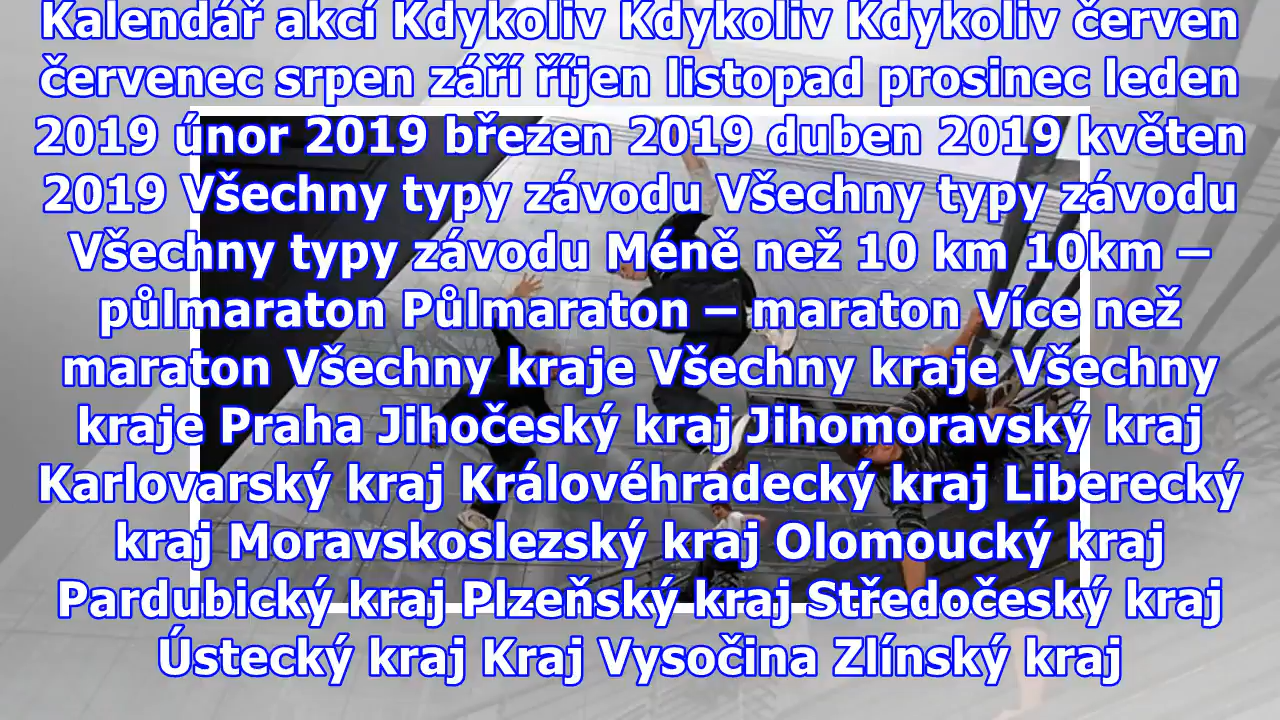 Kalendář akcí Kdykoliv Kdykoliv Kdykoliv červen
červenec srpen září říjen listopad prosinec leden
2019 únor 2019 březen 2019 duben 2019 květen
2019 Všechny typy závodu Všechny typy závodu
Všechny typy závodu Méně než 10 km 10km –
půlmaraton Půlmaraton – maraton Více než
maraton Všechny kraje Všechny kraje Všechny
kraje Praha Jihočeský kraj Jihomoravský kraj
Karlovarský kraj Královéhradecký kraj Liberecký
kraj Moravskoslezský kraj Olomoucký kraj
Pardubický kraj Plzeňský kraj Středočeský kraj
Ústecký kraj Kraj Vysočina Zlínský kraj